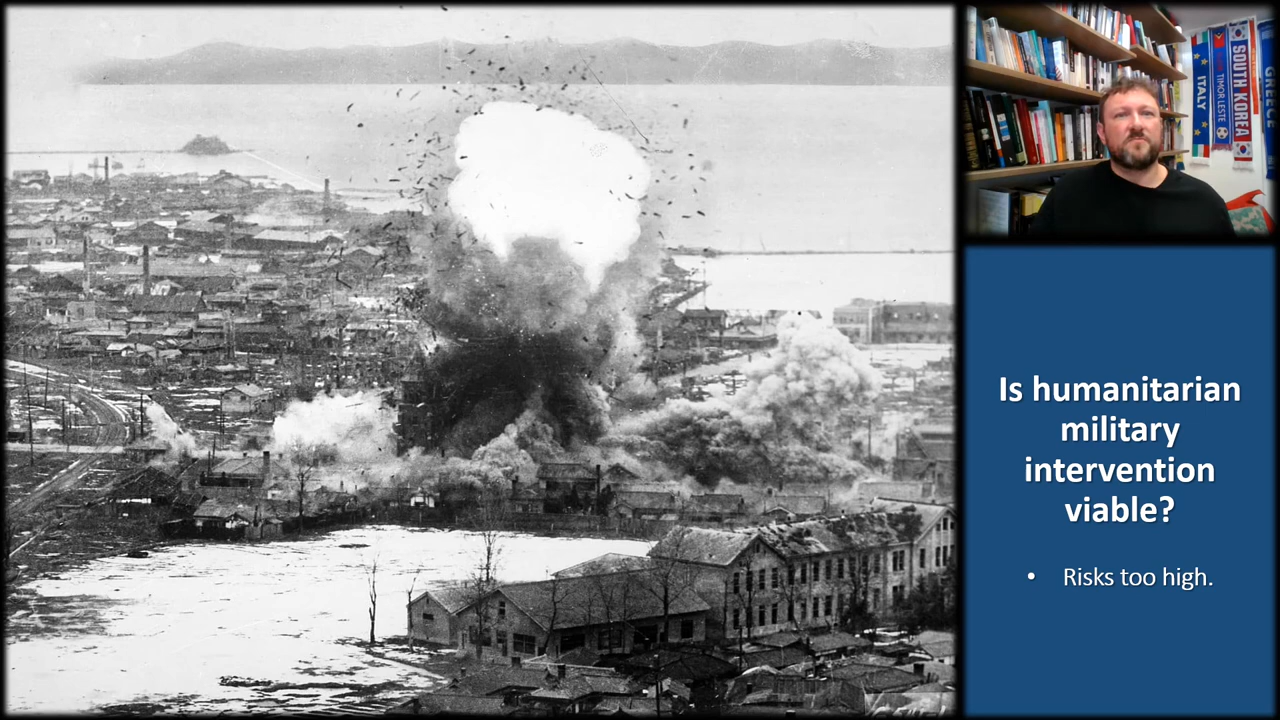 ITALY
TIMOR LESTE
SOUTH KOREA
GREECE
Is humanitarian
military
intervention
viable?
• Risks too high.